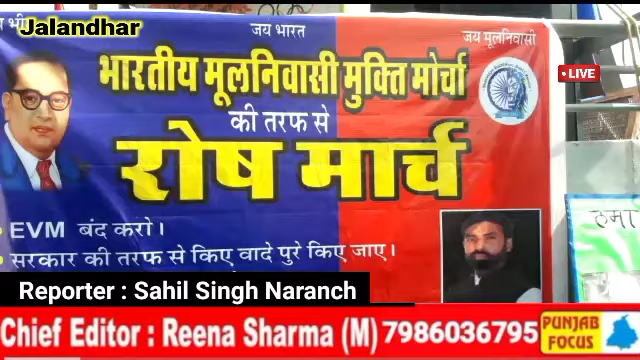 Jalandhar
जय भारत
जय मूलनिवासी
भारतीय मूलनिवासी मुक्ति मोर्चा
LIVE
की तरफ से
रोष मार्च
• EVM बंद करो।
• सरकार की तरफ से किए वादे पुरे किए जाए।
Reporter : Sahil Singh Naranch
Chief Editor : Reena Sharma (M) 7986036795
PUNJAB
FOCUS